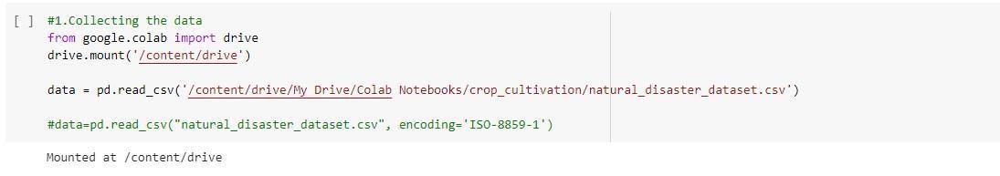 [ ] #1.Collecting the data
from google.colab import drive
drive.mount('/content/drive')
data = pd.read_csv('/content/drive/My Drive/Colab Notebooks/crop_cultivation/natural_disaster_dataset.csv')
#data=pd.read_csv("natural_disaster_dataset.csv", encoding='ISO-8859-1')
Mounted at /content/drive